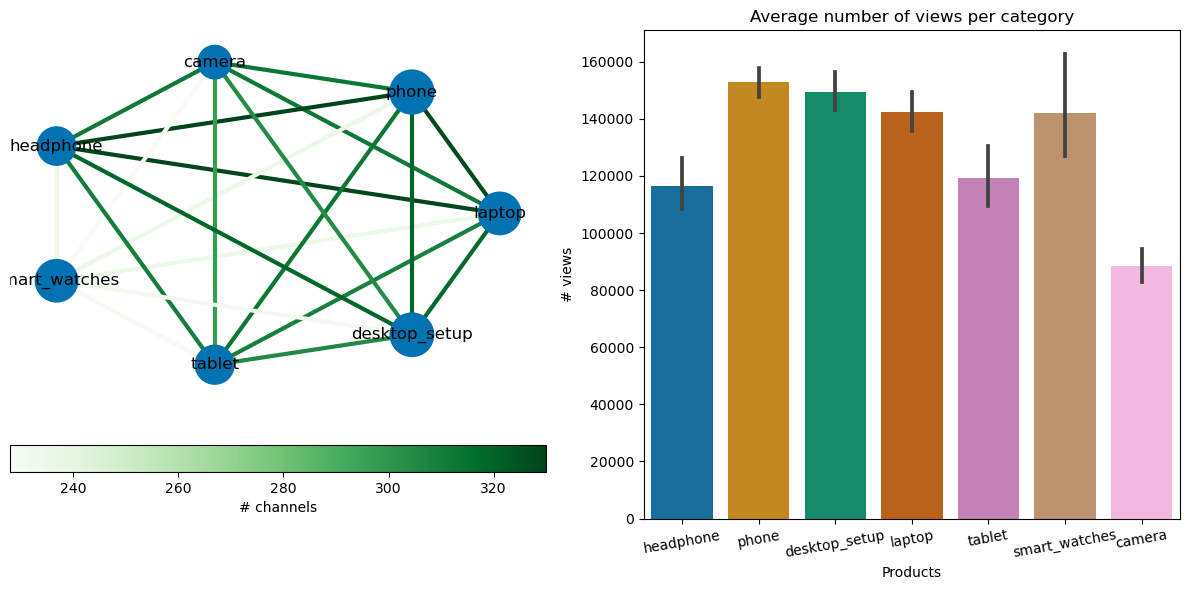 camera
phone
headphone
laptop
mart_watches
desktop_setup
tablet
240 260 280 300 320
# channels
Average number of views per category
160000
140000
120000
100000
80000
60000
40000
20000
0
# views
headphone phone desktop_setup laptop tablet smart_watches camera
Products